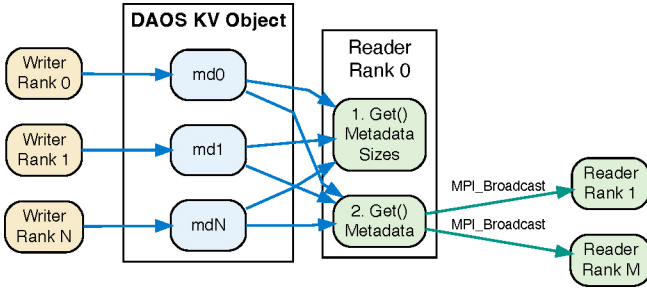 DAOS KV Object
Reader
Rank 0
Writer
Rank 0
md0
1. Get()
Metadata
Sizes
Writer
Rank 1
md1
Writer
Rank N
mdN
2. Get()
Metadata
MPI_Broadcast
MPI_Broadcast
Reader
Rank 1
Reader
Rank M